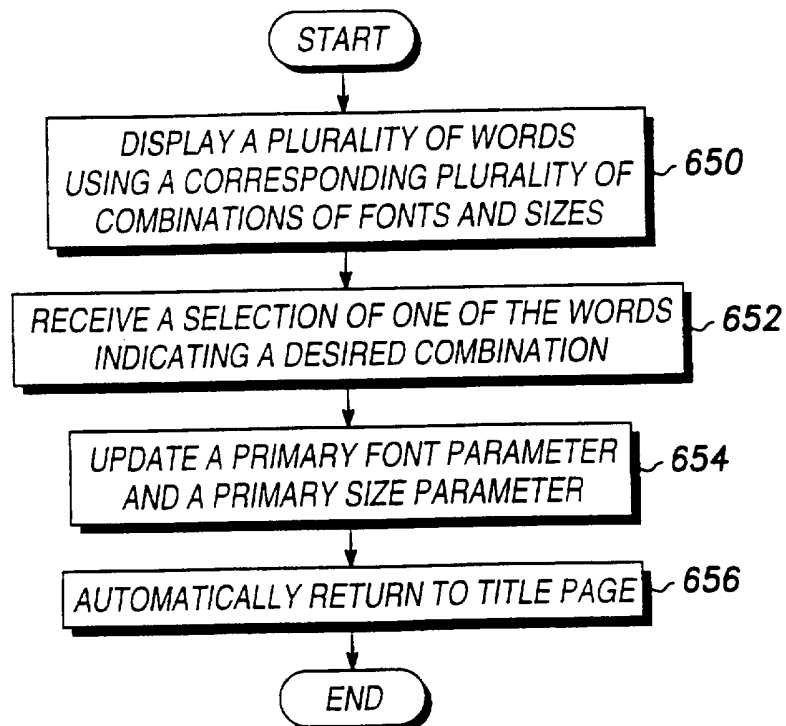 START
DISPLAY A PLURALITY OF WORDS
USING A CORRESPONDING PLURALITY OF
COMBINATIONS OF FONTS AND SIZES
650
RECEIVE A SELECTION OF ONE OF THE WORDS
INDICATING A DESIRED COMBINATION
652
UPDATE A PRIMARY FONT PARAMETER
AND A PRIMARY SIZE PARAMETER
654
AUTOMATICALLY RETURN TO TITLE PAGE
656
END